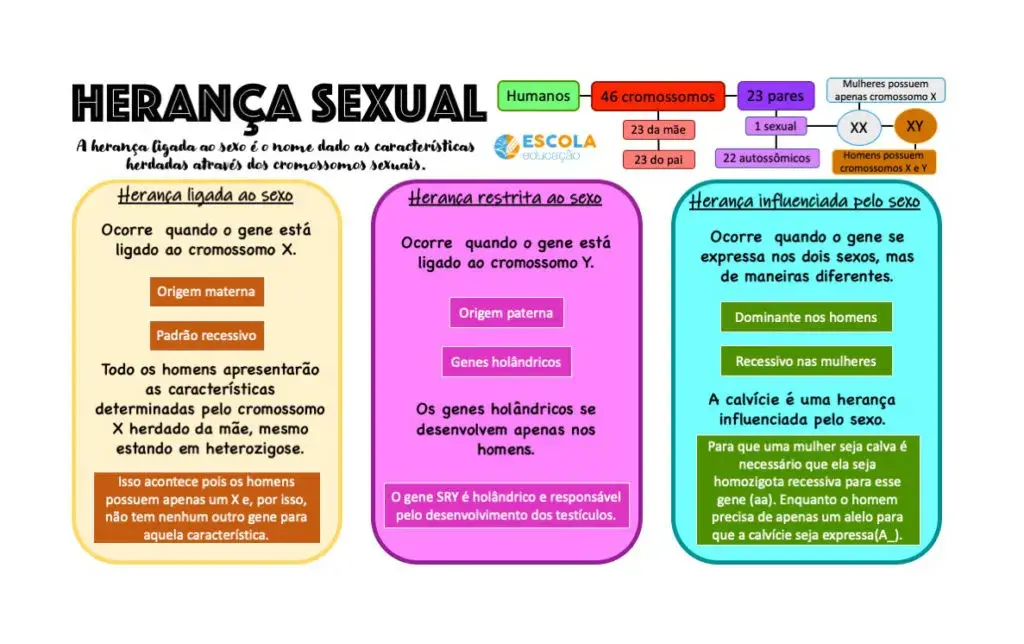 HERANÇA SEXUAL
A herança ligada ao sexo é o nome dado as características
herdadas através dos cromossomos sexuais.
ESCOLA
educação
Humanos
46 cromossomos
23 pares
23 da mãe
23 do pai
1 sexual
22 autossômicos
Mulheres possuem
apenas cromossomo X
XX
XY
Homens possuem
cromossomos X e Y
Herança ligada ao sexo
Ocorre quando o gene está
ligado ao cromossomo X.
Origem materna
Padrão recessivo
Todo os homens apresentarão
as características
determinadas pelo cromossomo
X herdado da mãe, mesmo
estando em heterozigose.
Isso acontece pois os homens
possuem apenas um X e, por isso,
não tem nenhum outro gene para
aquela característica.
Herança restrita ao sexo
Ocorre quando o gene está
ligado ao cromossomo Y.
Origem paterna
Genes holândricos
Os genes holândricos se
desenvolvem apenas nos
homens.
O gene SRY é holândrico e responsável
pelo desenvolvimento dos testículos.
Herança influenciada pelo sexo
Ocorre quando o gene se
expressa nos dois sexos, mas
de maneiras diferentes.
Dominante nos homens
Recessivo nas mulheres
A calvície é uma herança
influenciada pelo sexo.
Para que uma mulher seja calva é
necessário que ela seja
homozigota recessiva para esse
gene (aa). Enquanto o homem
precisa de apenas um alelo para
que a calvície seja expressa(A_).